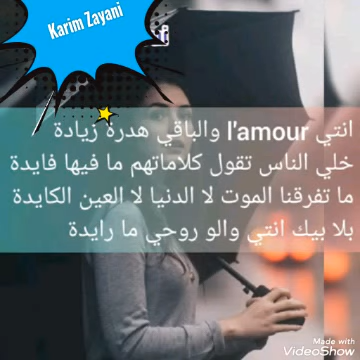 Karim Zayani
انتي l'amour والباقي هدرة زيادة
خلي الناس تقول كلاماتهم ما فيها فايدة
ما تفرقنا الموت لا الدنيا لا العين الكايدة
بلا بيك انتي والو روحي ما رايدة
Made with
VideoShow